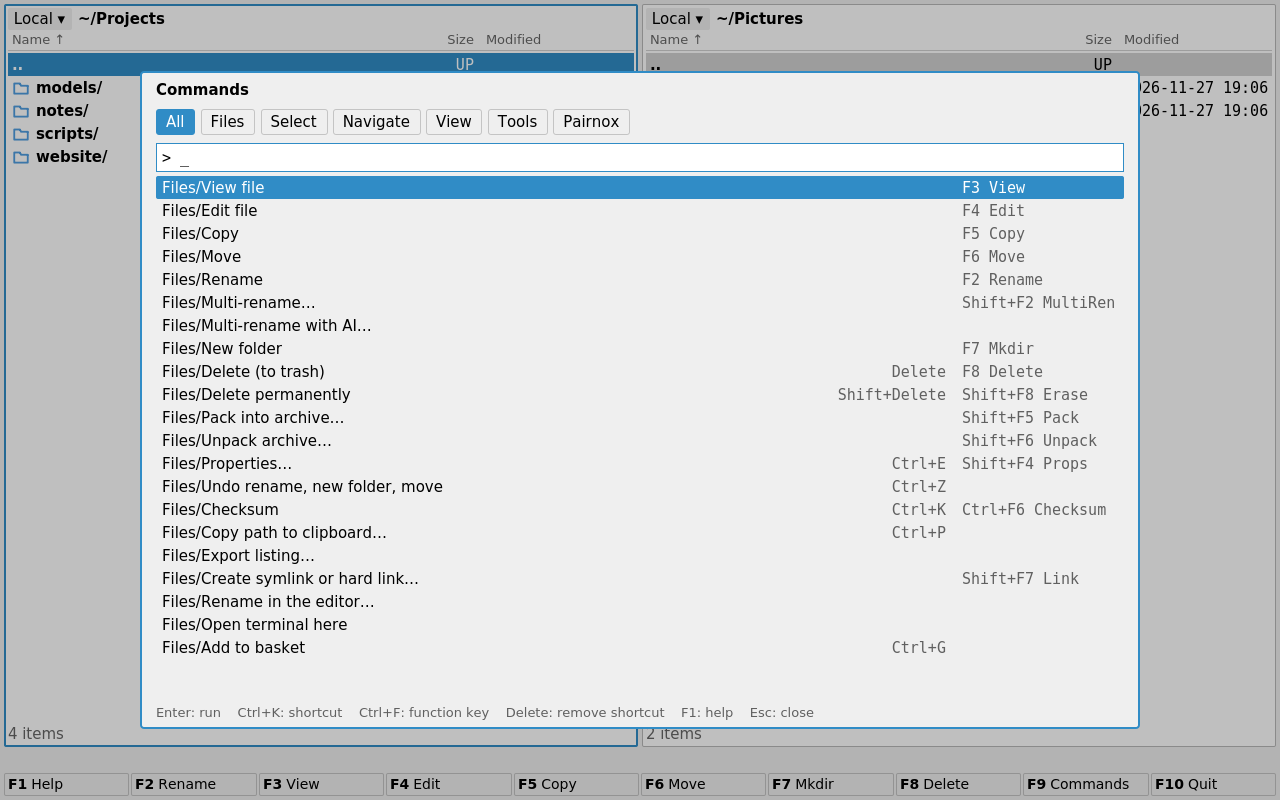 Local ▾ ~/Projects
Name ↑ Size Modified
.. UP
models/
notes/
scripts/
website/
4 items
Local ▾ ~/Pictures
Name ↑ Size Modified
.. UP
26-11-27 19:06
26-11-27 19:06
2 items
Commands
All Files Select Navigate View Tools Pairnox
> _
Files/View file F3 View
Files/Edit file F4 Edit
Files/Copy F5 Copy
Files/Move F6 Move
Files/Rename F2 Rename
Files/Multi-rename… Shift+F2 MultiRen
Files/Multi-rename with AI…
Files/New folder F7 Mkdir
Files/Delete (to trash) Delete F8 Delete
Files/Delete permanently Shift+Delete Shift+F8 Erase
Files/Pack into archive… Shift+F5 Pack
Files/Unpack archive… Shift+F6 Unpack
Files/Properties… Ctrl+E Shift+F4 Props
Files/Undo rename, new folder, move Ctrl+Z
Files/Checksum Ctrl+K Ctrl+F6 Checksum
Files/Copy path to clipboard… Ctrl+P
Files/Export listing…
Files/Create symlink or hard link… Shift+F7 Link
Files/Rename in the editor…
Files/Open terminal here
Files/Add to basket Ctrl+G
Enter: run Ctrl+K: shortcut Ctrl+F: function key Delete: remove shortcut F1: help Esc: close
F1 Help F2 Rename F3 View F4 Edit F5 Copy F6 Move F7 Mkdir F8 Delete F9 Commands F10 Quit